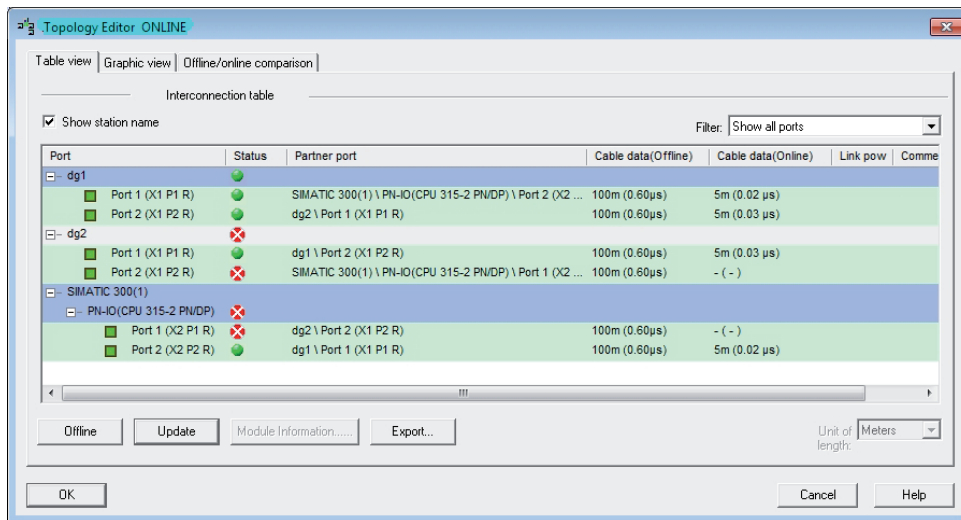 Topology Editor ONLINE
Table view Graphic view Offline/online comparison
Interconnection table
Show station name
Filter: Show all ports
Port Status Partner port Cable data(Offline) Cable data(Online) Link pow Comme
dg1
Port 1 (X1 P1 R) SIMATIC 300(1) \ PN-IO(CPU 315-2 PN/DP) \ Port 2 (X2 ... 100m (0.60µs) 5m (0.02 µs)
Port 2 (X1 P2 R) dg2 \ Port 1 (X1 P1 R) 100m (0.60µs) 5m (0.03 µs)
dg2
Port 1 (X1 P1 R) dg1 \ Port 2 (X1 P2 R) 100m (0.60µs) 5m (0.03 µs)
Port 2 (X1 P2 R) SIMATIC 300(1) \ PN-IO(CPU 315-2 PN/DP) \ Port 1 (X2 ... 100m (0.60µs) - ( - )
SIMATIC 300(1)
PN-IO(CPU 315-2 PN/DP)
Port 1 (X2 P1 R) dg2 \ Port 2 (X1 P2 R) 100m (0.60µs) - ( - )
Port 2 (X2 P2 R) dg1 \ Port 1 (X1 P1 R) 100m (0.60µs) 5m (0.02 µs)
Offline Update Module Information...... Export... Unit of length: Meters
OK Cancel Help